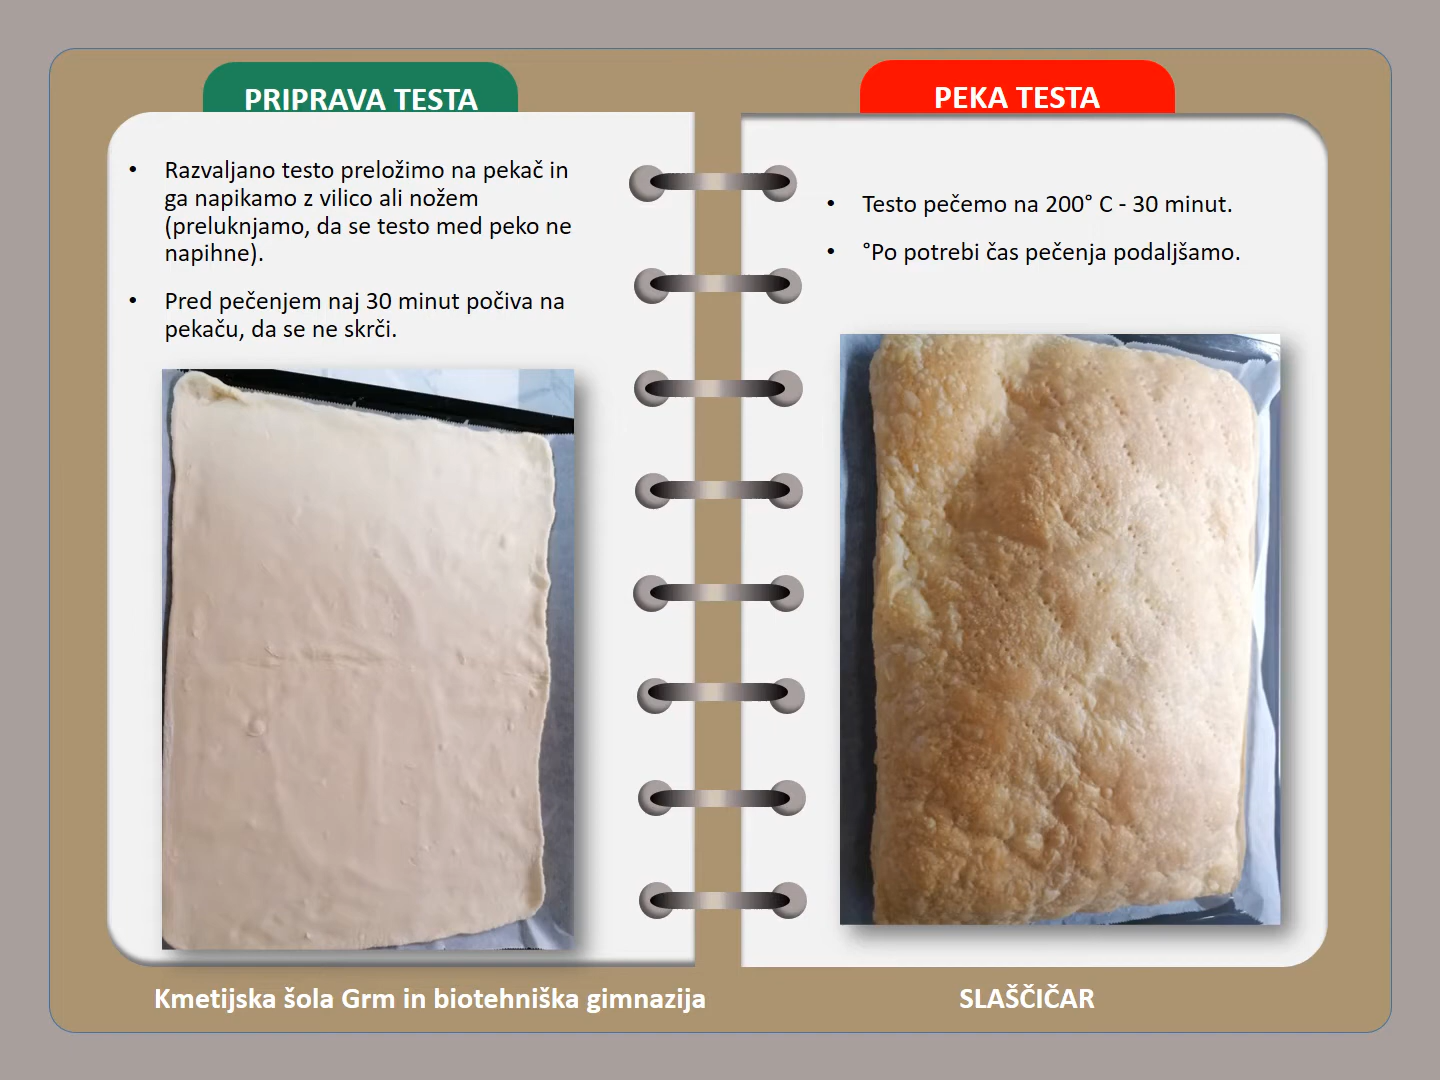 PRIPRAVA TESTA
• Razvaljano testo preložimo na pekač in
ga napikamo z vilico ali nožem
(preluknjamo, da se testo med peko ne
napihne).
• Pred pečenjem naj 30 minut počiva na
pekaču, da se ne skrči.
PEKA TESTA
• Testo pečemo na 200° C - 30 minut.
• °Po potrebi čas pečenja podaljšamo.
Kmetijska šola Grm in biotehniška gimnazija
SLAŠČIČAR